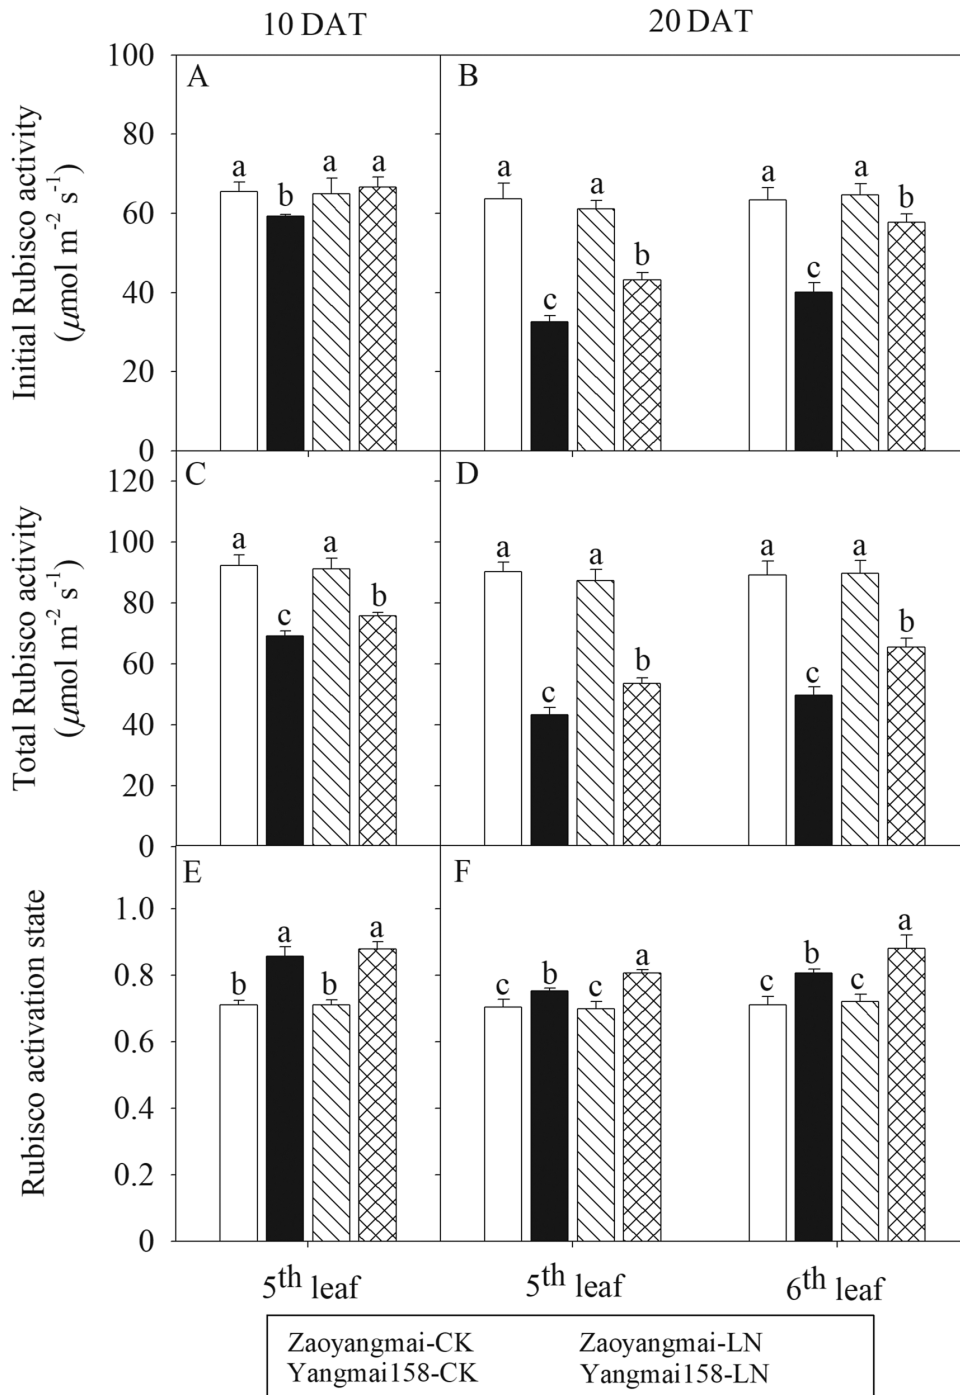 10 DAT 20 DAT
Initial Rubisco activity
(μmol m-2 s-1)
100
80
60
40
20
0
A
a
b
a
a
B
a
c
a
b
a
c
a
b
Total Rubisco activity
(μmol m-2 s-1)
120
100
80
60
40
20
0
C
a
c
a
b
D
a
c
a
b
a
c
a
b
Rubisco activation state
1.0
0.8
0.6
0.4
0.2
0
E
b
a
b
a
F
c
b
c
a
c
b
c
a
5th leaf 5th leaf 6th leaf
Zaoyangmai-CK Zaoyangmai-LN
Yangmai158-CK Yangmai158-LN